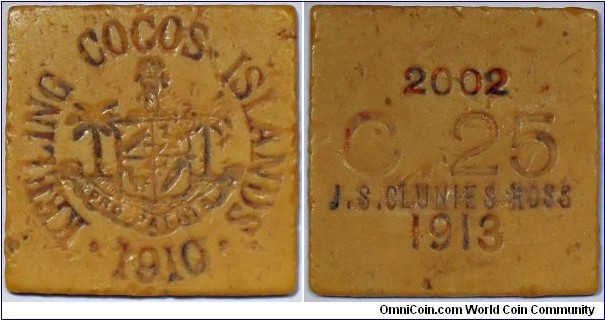 KEELING COCOS ISLANDS
· 1910 ·
2002
C 25
J.S.CLUNIES ROSS
1913
OmniCoin.com World Coin Community